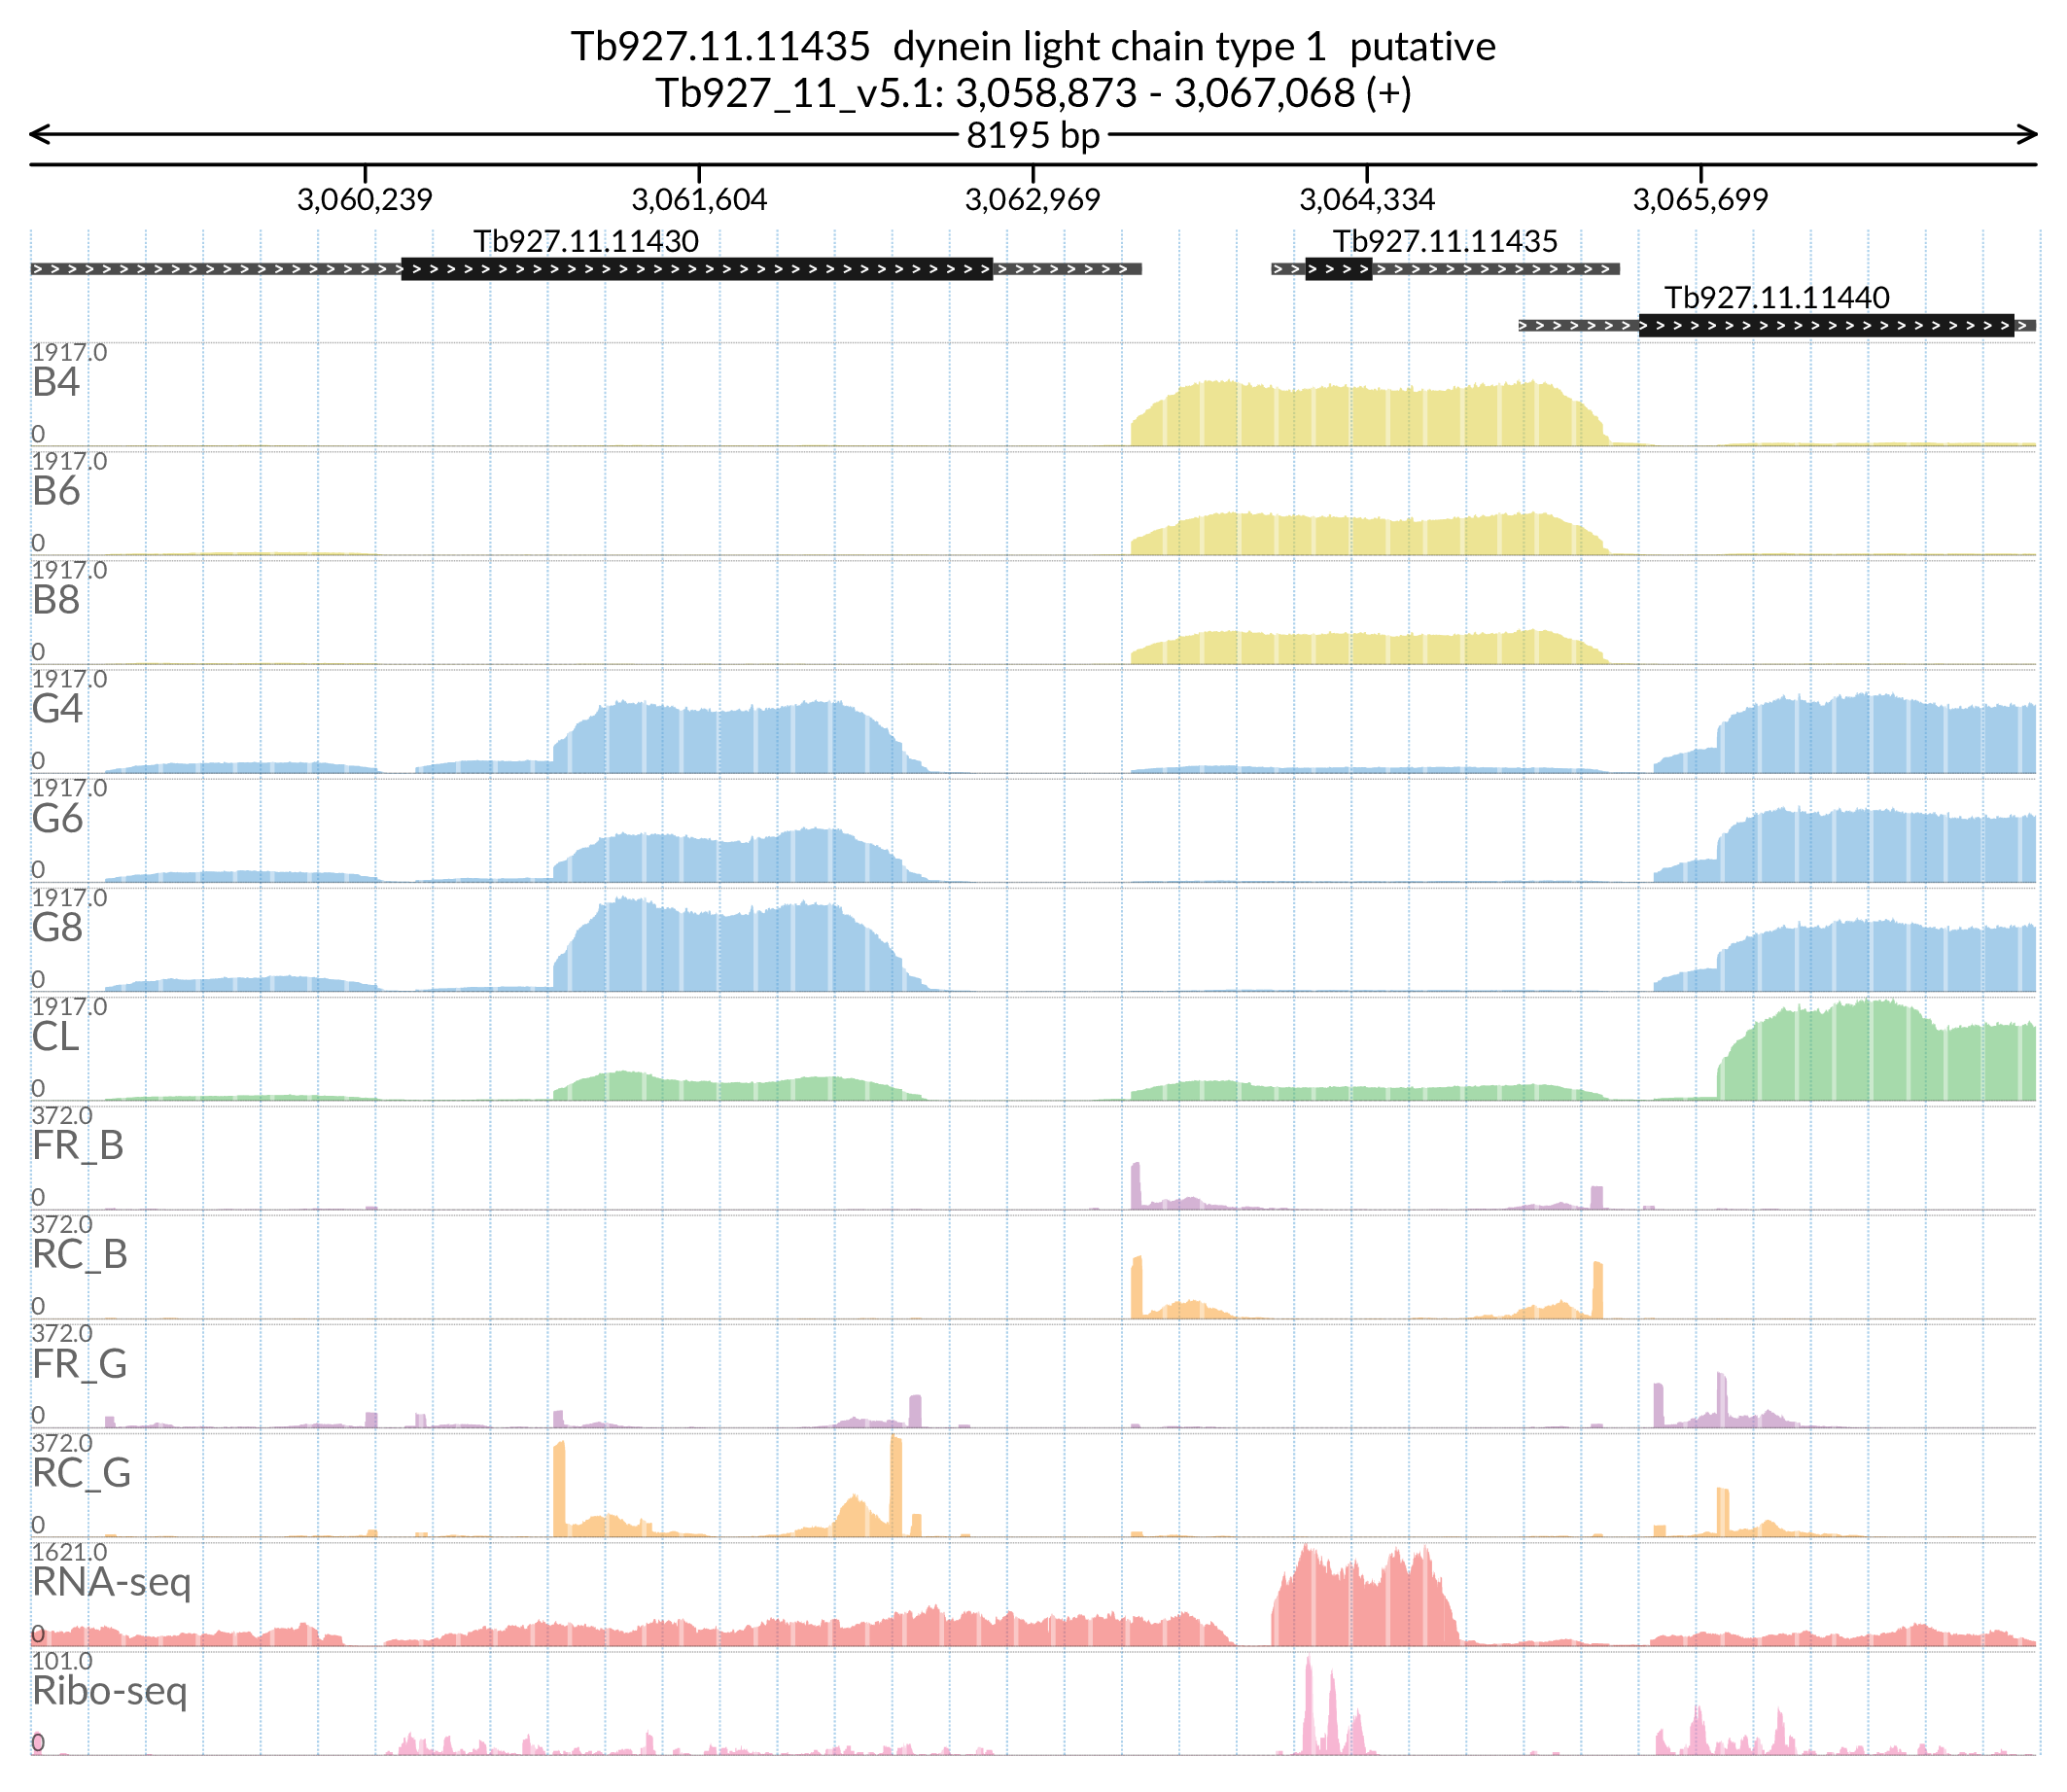 Tb927.11.11435 dynein light chain type 1 putative
Tb927_11_v5.1: 3,058,873 - 3,067,068 (+)
8195 bp
3,060,239 3,061,604 3,062,969 3,064,334 3,065,699
Tb927.11.11430 Tb927.11.11435
Tb927.11.11440
1917.0
B4
0
1917.0
B6
0
1917.0
B8
0
1917.0
G4
0
1917.0
G6
0
1917.0
G8
0
1917.0
CL
0
372.0
FR_B
0
372.0
RC_B
0
372.0
FR_G
0
372.0
RC_G
0
1621.0
RNA-seq
0
101.0
Ribo-seq
0